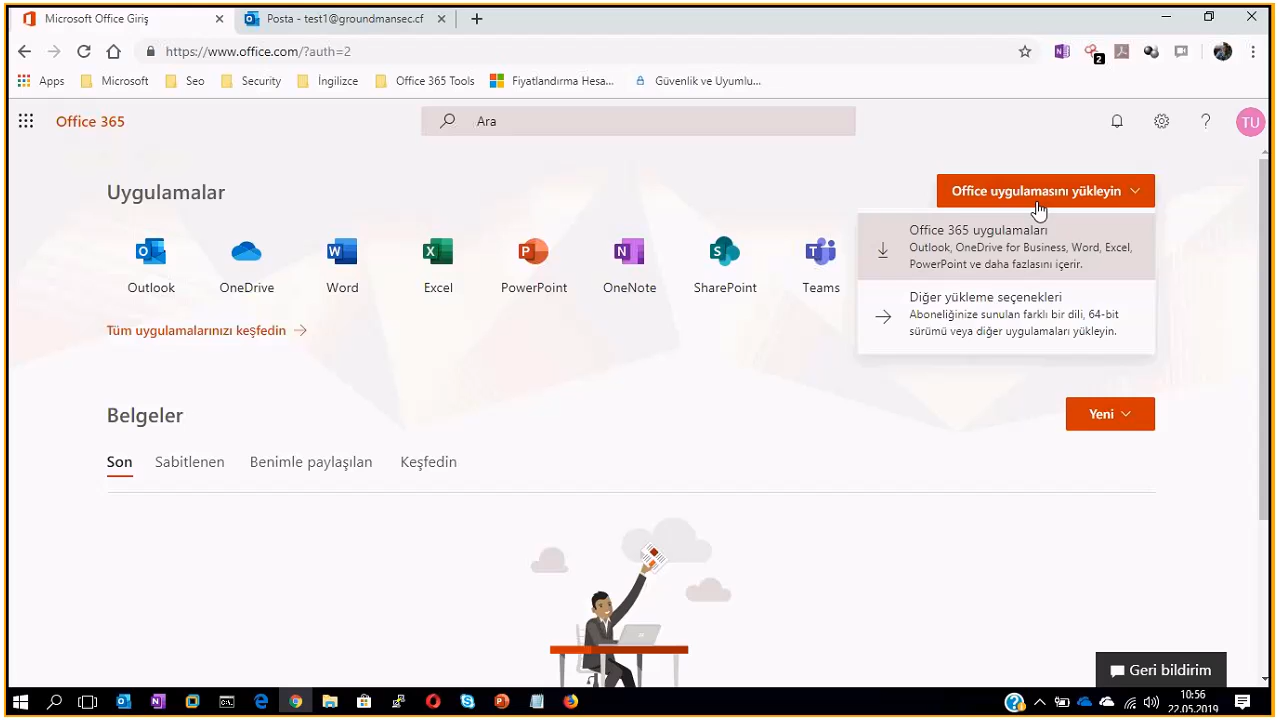 Microsoft Office Giriş
Posta - test1@groundmansec.cf
https://www.office.com/?auth=2
2
Apps
Microsoft
Seo
Security
İngilizce
Office 365 Tools
Fiyatlandırma Hesa...
Güvenlik ve Uyumlu...
Office 365
Ara
TU
Uygulamalar
Office uygulamasını yükleyin
Office 365 uygulamaları
Outlook, OneDrive for Business, Word, Excel,
PowerPoint ve daha fazlasını içerir.
Diğer yükleme seçenekleri
Aboneliğinize sunulan farklı bir dili, 64-bit
sürümü veya diğer uygulamaları yükleyin.
Outlook
OneDrive
Word
Excel
PowerPoint
OneNote
SharePoint
Teams
Tüm uygulamalarınızı keşfedin
Belgeler
Yeni
Son
Sabitlenen
Benimle paylaşılan
Keşfedin
Geri bildirim
10:56
22.05.2019